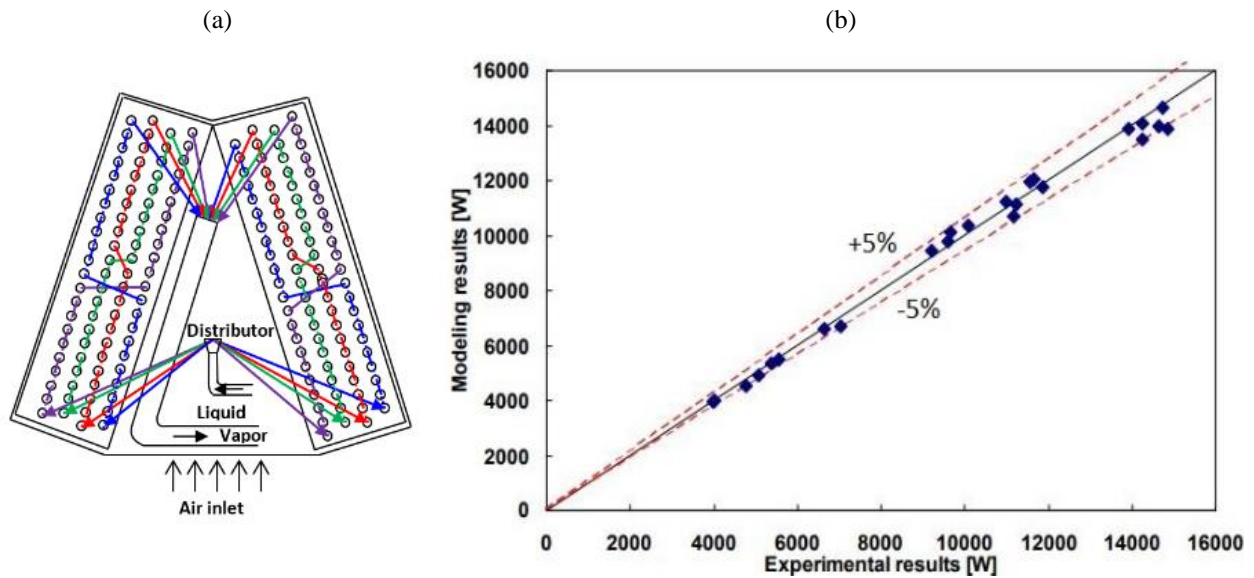 (a)
(b)
Distributor
Liquid
Vapor
Air inlet
Modeling results [W]
16000
14000
12000
10000
8000
6000
4000
2000
0
+5%
-5%
0 2000 4000 6000 8000 10000 12000 14000 16000
Experimental results [W]